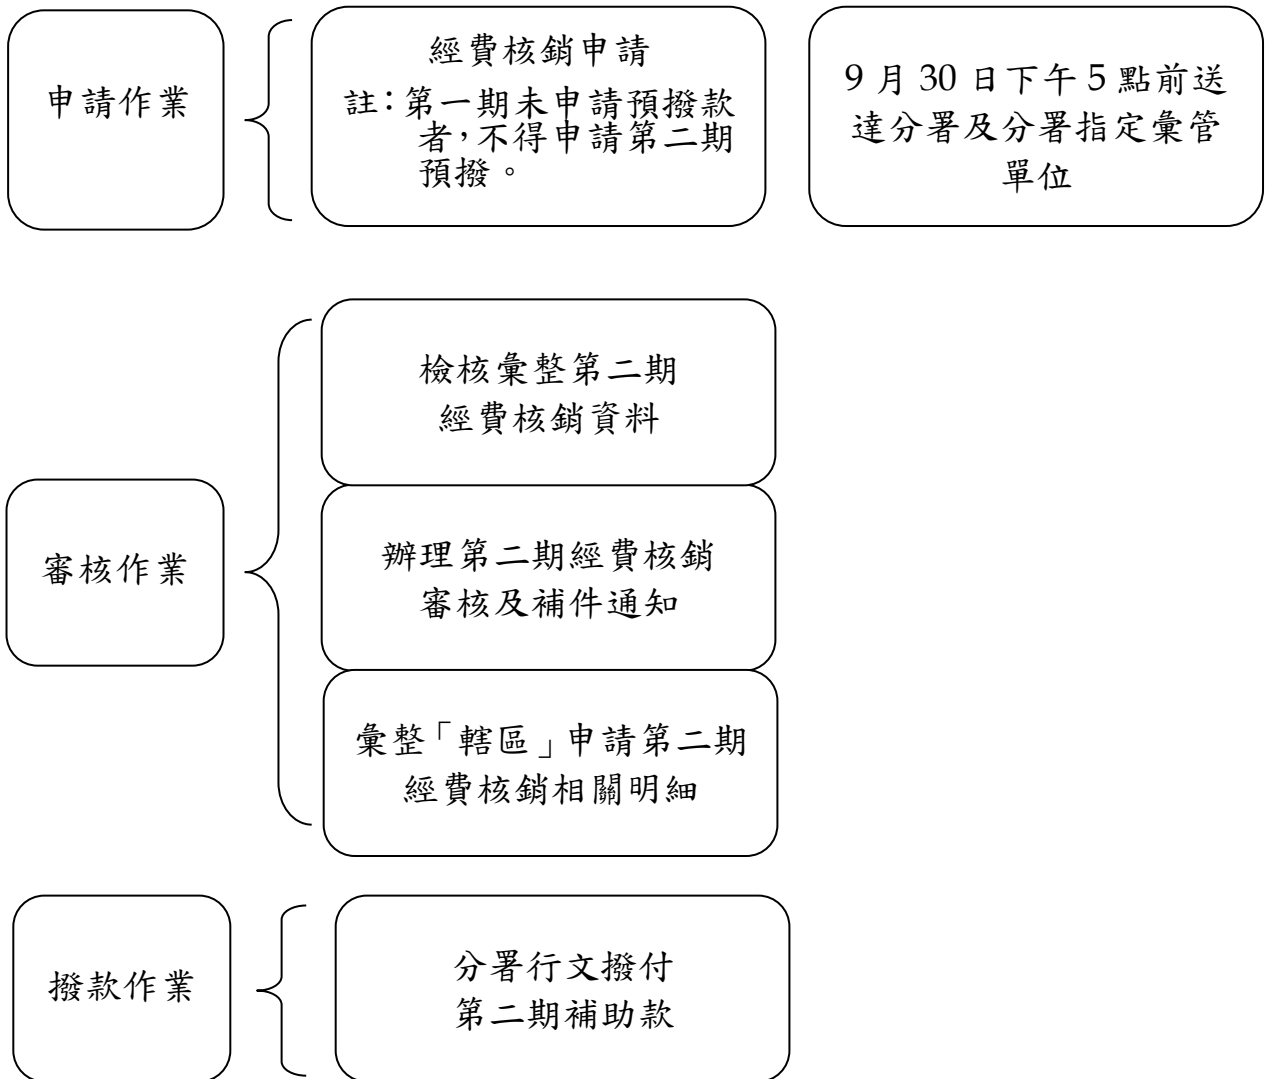 申請作業
經費核銷申請
註：第一期未申請預撥款
者，不得申請第二期
預撥。
9 月 30 日下午 5 點前送
達分署及分署指定彙管
單位
審核作業
檢核彙整第二期
經費核銷資料
辦理第二期經費核銷
審核及補件通知
彙整「轄區」申請第二期
經費核銷相關明細
撥款作業
分署行文撥付
第二期補助款